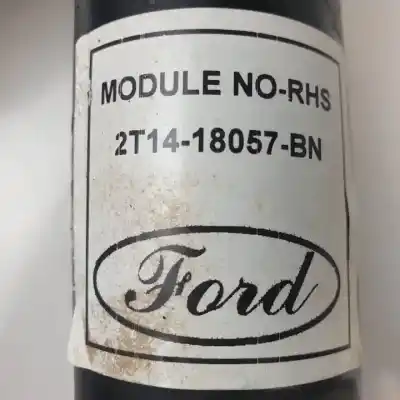 MODULE NO-RHS
2T14-18057-BN
Ford